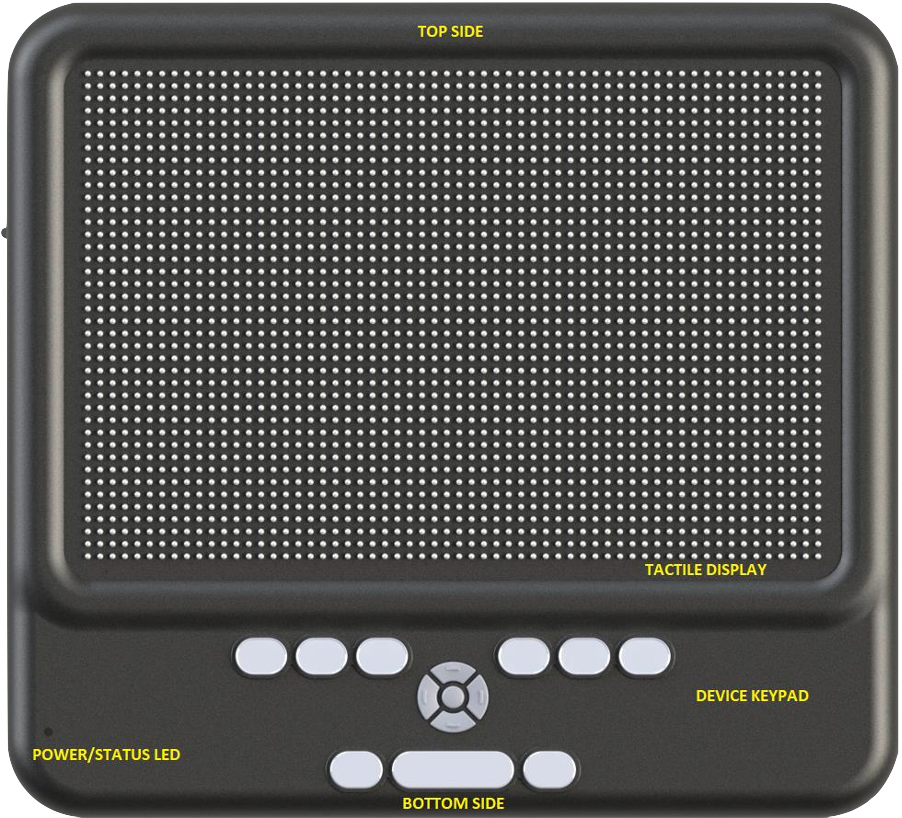 TOP SIDE
TACTILE DISPLAY
DEVICE KEYPAD
POWER/STATUS LED
BOTTOM SIDE